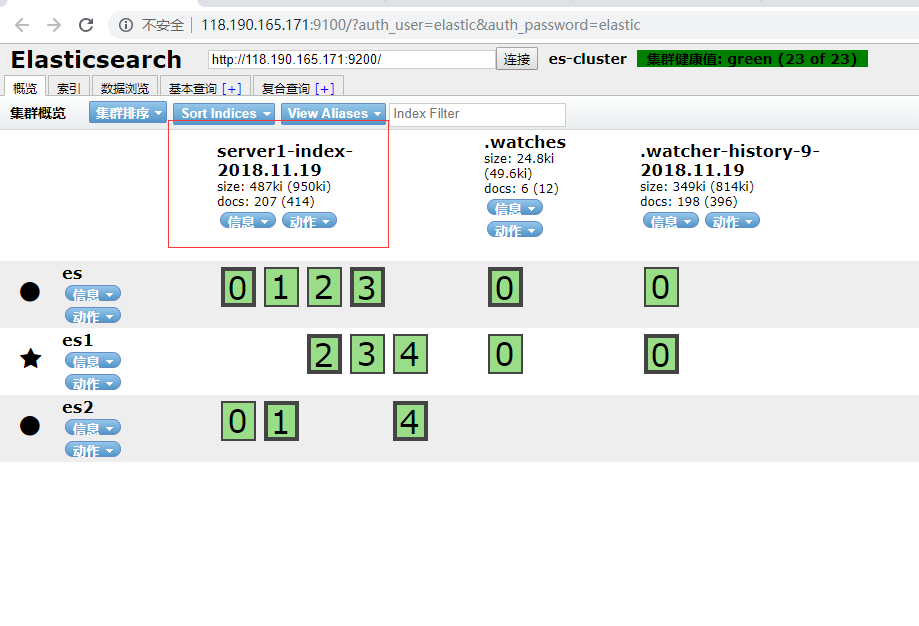 不安全 118.190.165.171:9100/?auth_user=elastic&auth_password=elastic
Elasticsearch http://118.190.165.171:9200/ 连接 es-cluster 集群健康值: green (23 of 23)
概览 索引 数据浏览 基本查询 [+] 复合查询 [+]
集群概览 集群排序 Sort Indices View Aliases Index Filter
server1-index-
2018.11.19
size: 487ki (950ki)
docs: 207 (414)
信息 动作
.watches
size: 24.8ki
(49.6ki)
docs: 6 (12)
信息
动作
.watcher-history-9-
2018.11.19
size: 349ki (814ki)
docs: 198 (396)
信息 动作
es
信息
动作
0 1 2 3 0 0
es1
信息
动作
2 3 4 0 0
es2
信息
动作
0 1 4